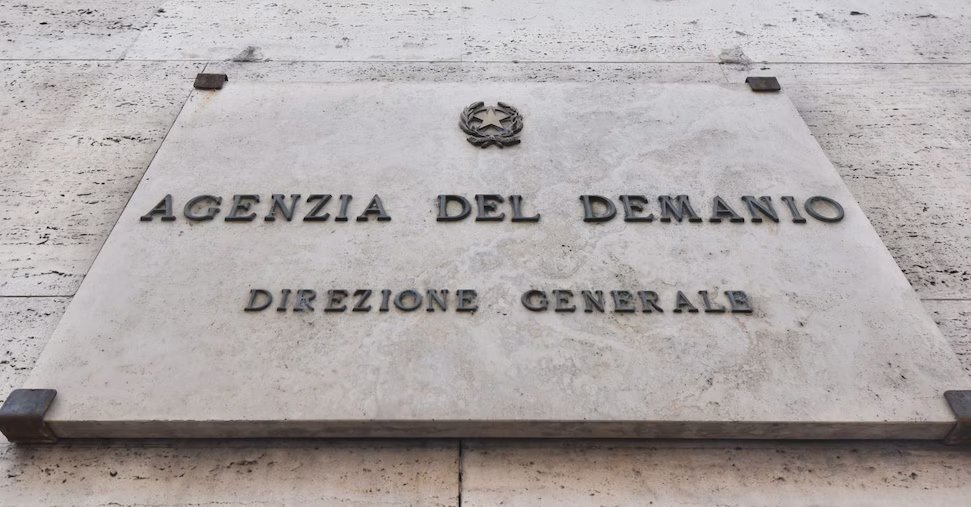 AGENZIA DEL DEMANIO
DIREZIONE GENERALE